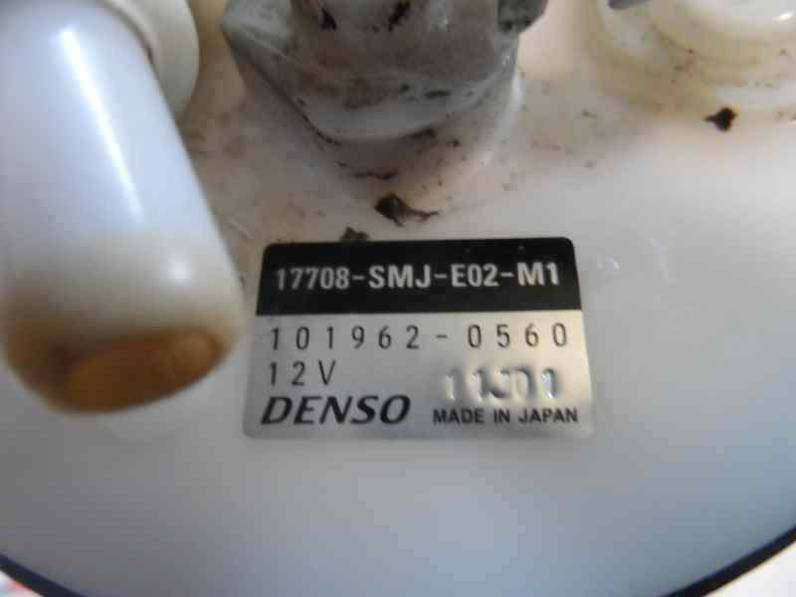 17708-SMJ-E02-M1
101962-0560
12V
DENSO MADE IN JAPAN